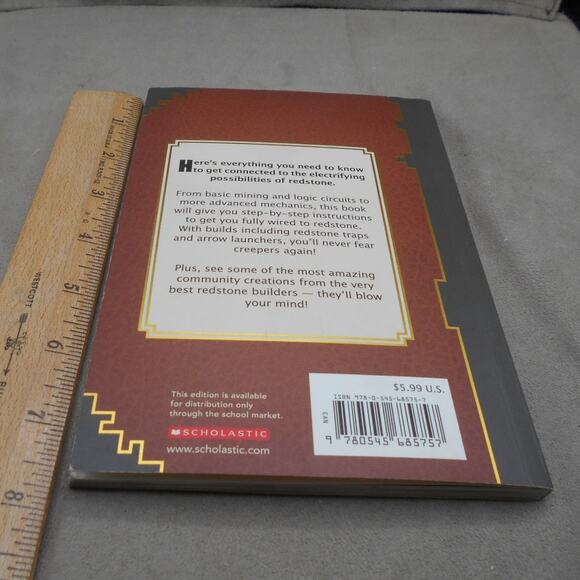 Here's everything you need to know
to get connected to the electrifying
possibilities of redstone.
From basic mining and logic circuits to
more advanced mechanics, this book
will give you step-by-step instructions
to get you fully wired to redstone.
With builds including redstone traps
and arrow launchers, you'll never fear
creepers again!
Plus, see some of the most amazing
community creations from the very
best redstone builders — they'll blow
your mind!
This edition is available
for distribution only
through the school market.
SCHOLASTIC
www.scholastic.com
$5.99 U.S.
ISBN 978-0-545-68575-7
EAN
9 780545 685757
WESTCOTT
1
2
3
4
5
6
7
8